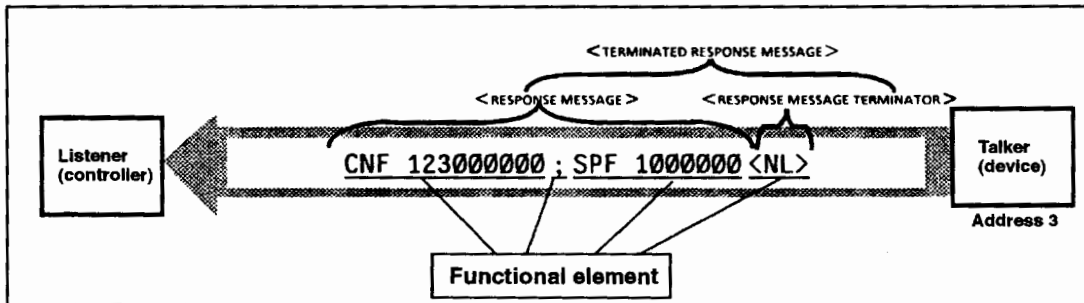 <TERMINATED RESPONSE MESSAGE>
<RESPONSE MESSAGE> <RESPONSE MESSAGE TERMINATOR>
Listener
(controller)
CNF 123000000 ; SPF 1000000 <NL>
Talker
(device)
Address 3
Functional element